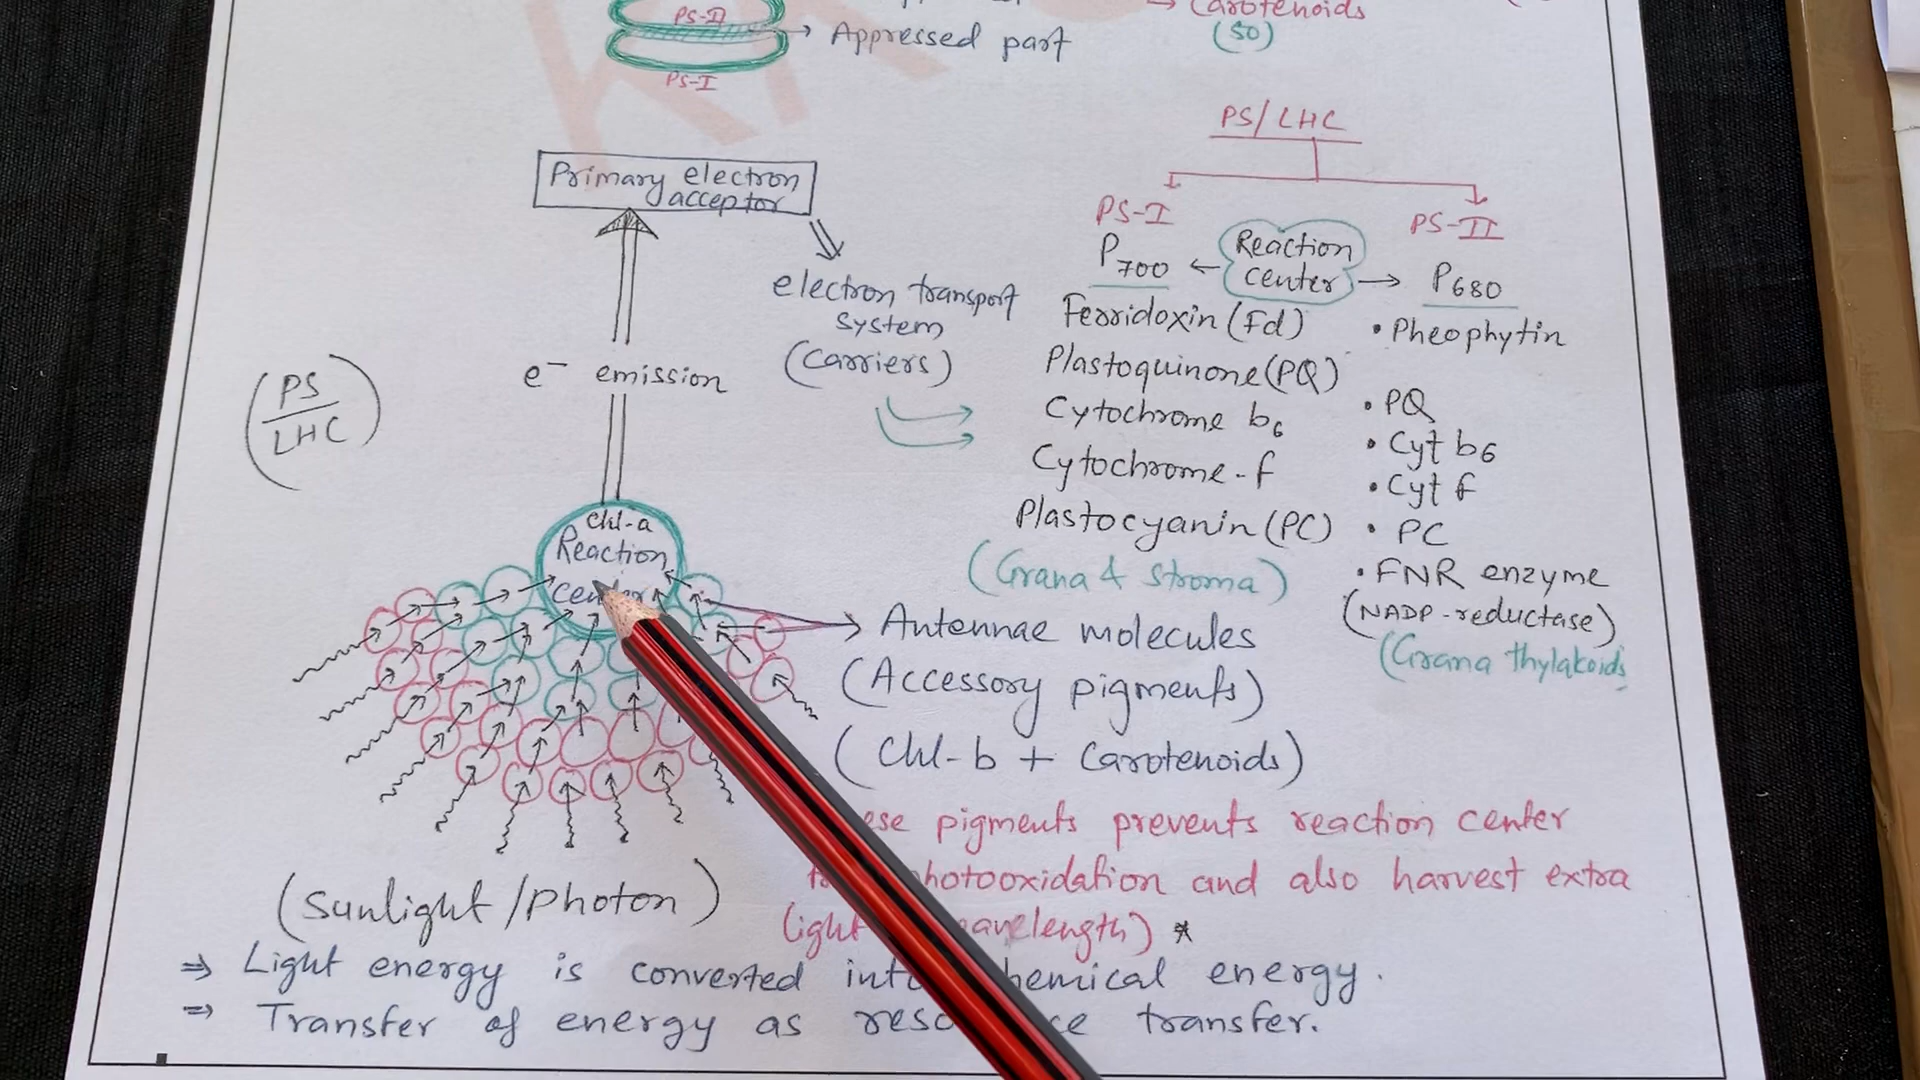 PS-II
Carotenoids
(50)
→ Appressed part
PS-I
PS/LHC
Primary electron
acceptor
PS-I
PS-II
Reaction
center
P700
P680
electron transport
system
(carriers)
Ferridoxin (Fd)
• Pheophytin
e⁻ emission
Plastoquinone (PQ)
• PQ
PS
LHC
Cytochrome b6
• Cyt b6
Cytochrome-f
• Cyt f
Chl-a
Reaction
Plastocyanin (PC)
• PC
(Grana & stroma)
• FNR enzyme
(NADP-reductase)
(Grana thylakoids
Antennae molecules
(Accessory pigments)
(Chl-b + Carotenoids)
pigments prevents reaction center
and also harvest extra
(Sunlight/Photon)
⇒ Light energy is converted energy.
⇒ Transfer of energy as transfer.